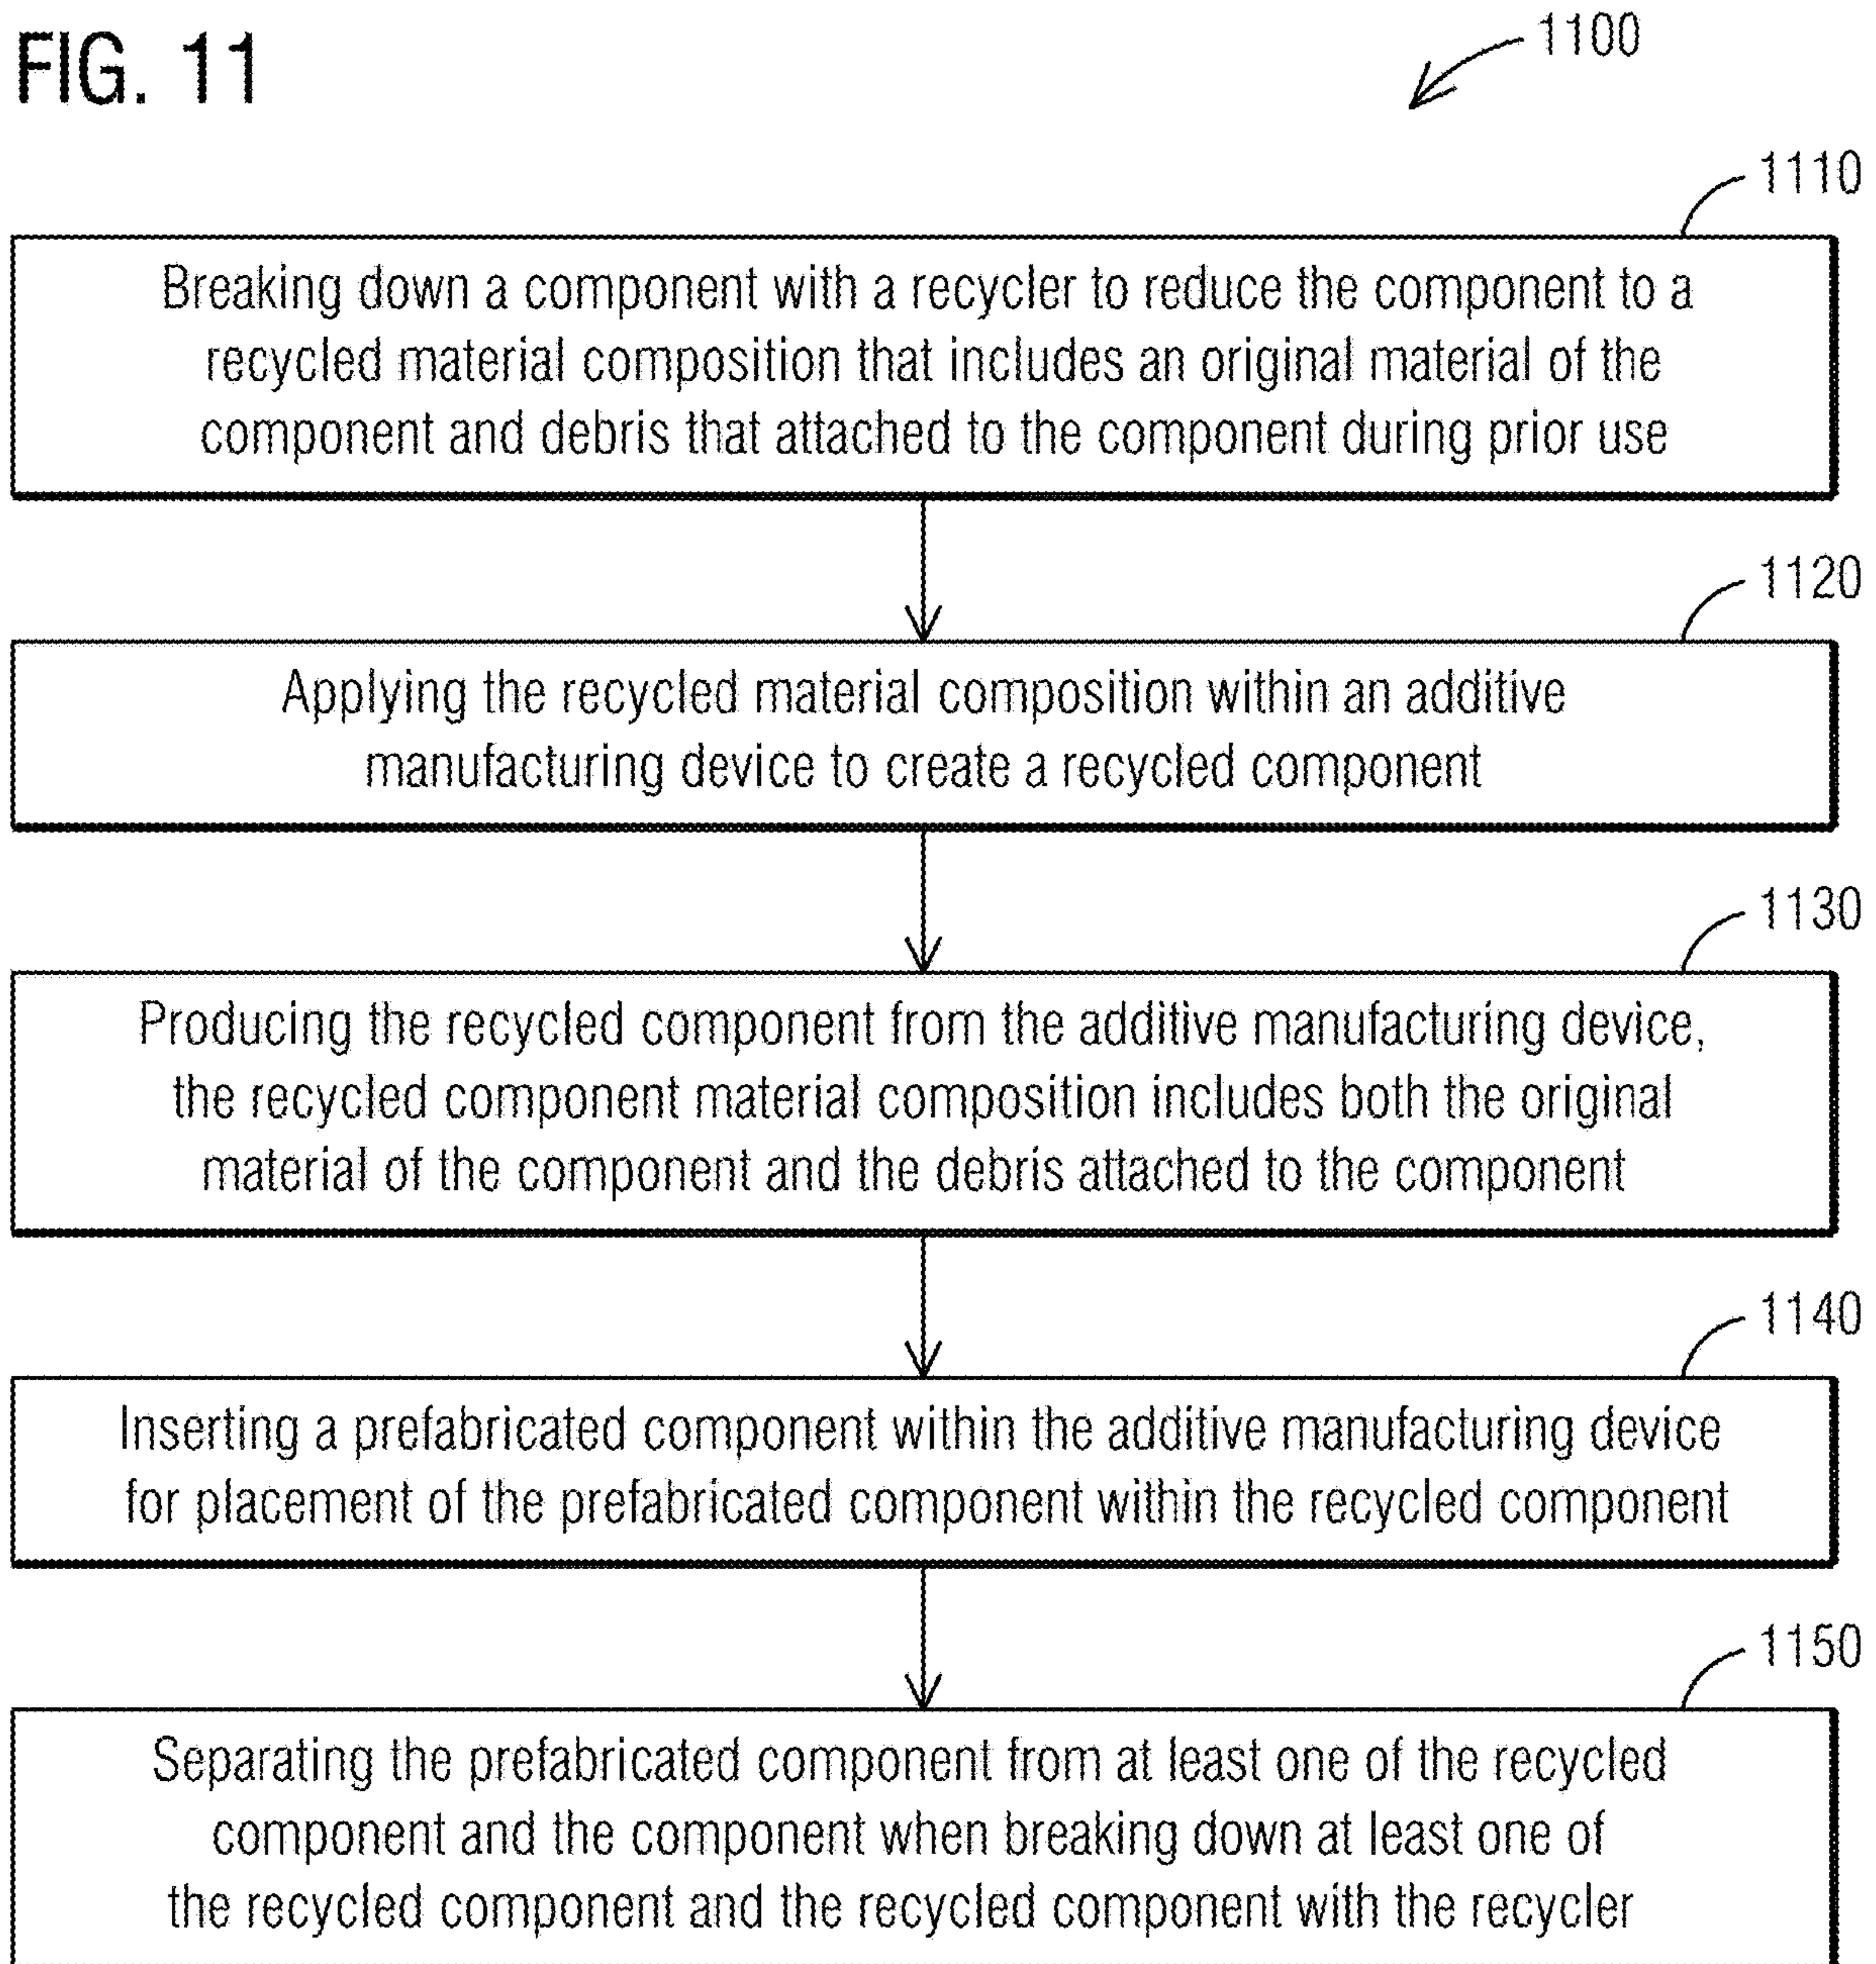 FIG. 11
1100
1110
Breaking down a component with a recycler to reduce the component to a
recycled material composition that includes an original material of the
component and debris that attached to the component during prior use
1120
Applying the recycled material composition within an additive
manufacturing device to create a recycled component
1130
Producing the recycled component from the additive manufacturing device,
the recycled component material composition includes both the original
material of the component and the debris attached to the component
1140
Inserting a prefabricated component within the additive manufacturing device
for placement of the prefabricated component within the recycled component
1150
Separating the prefabricated component from at least one of the recycled
component and the component when breaking down at least one of
the recycled component and the recycled component with the recycler